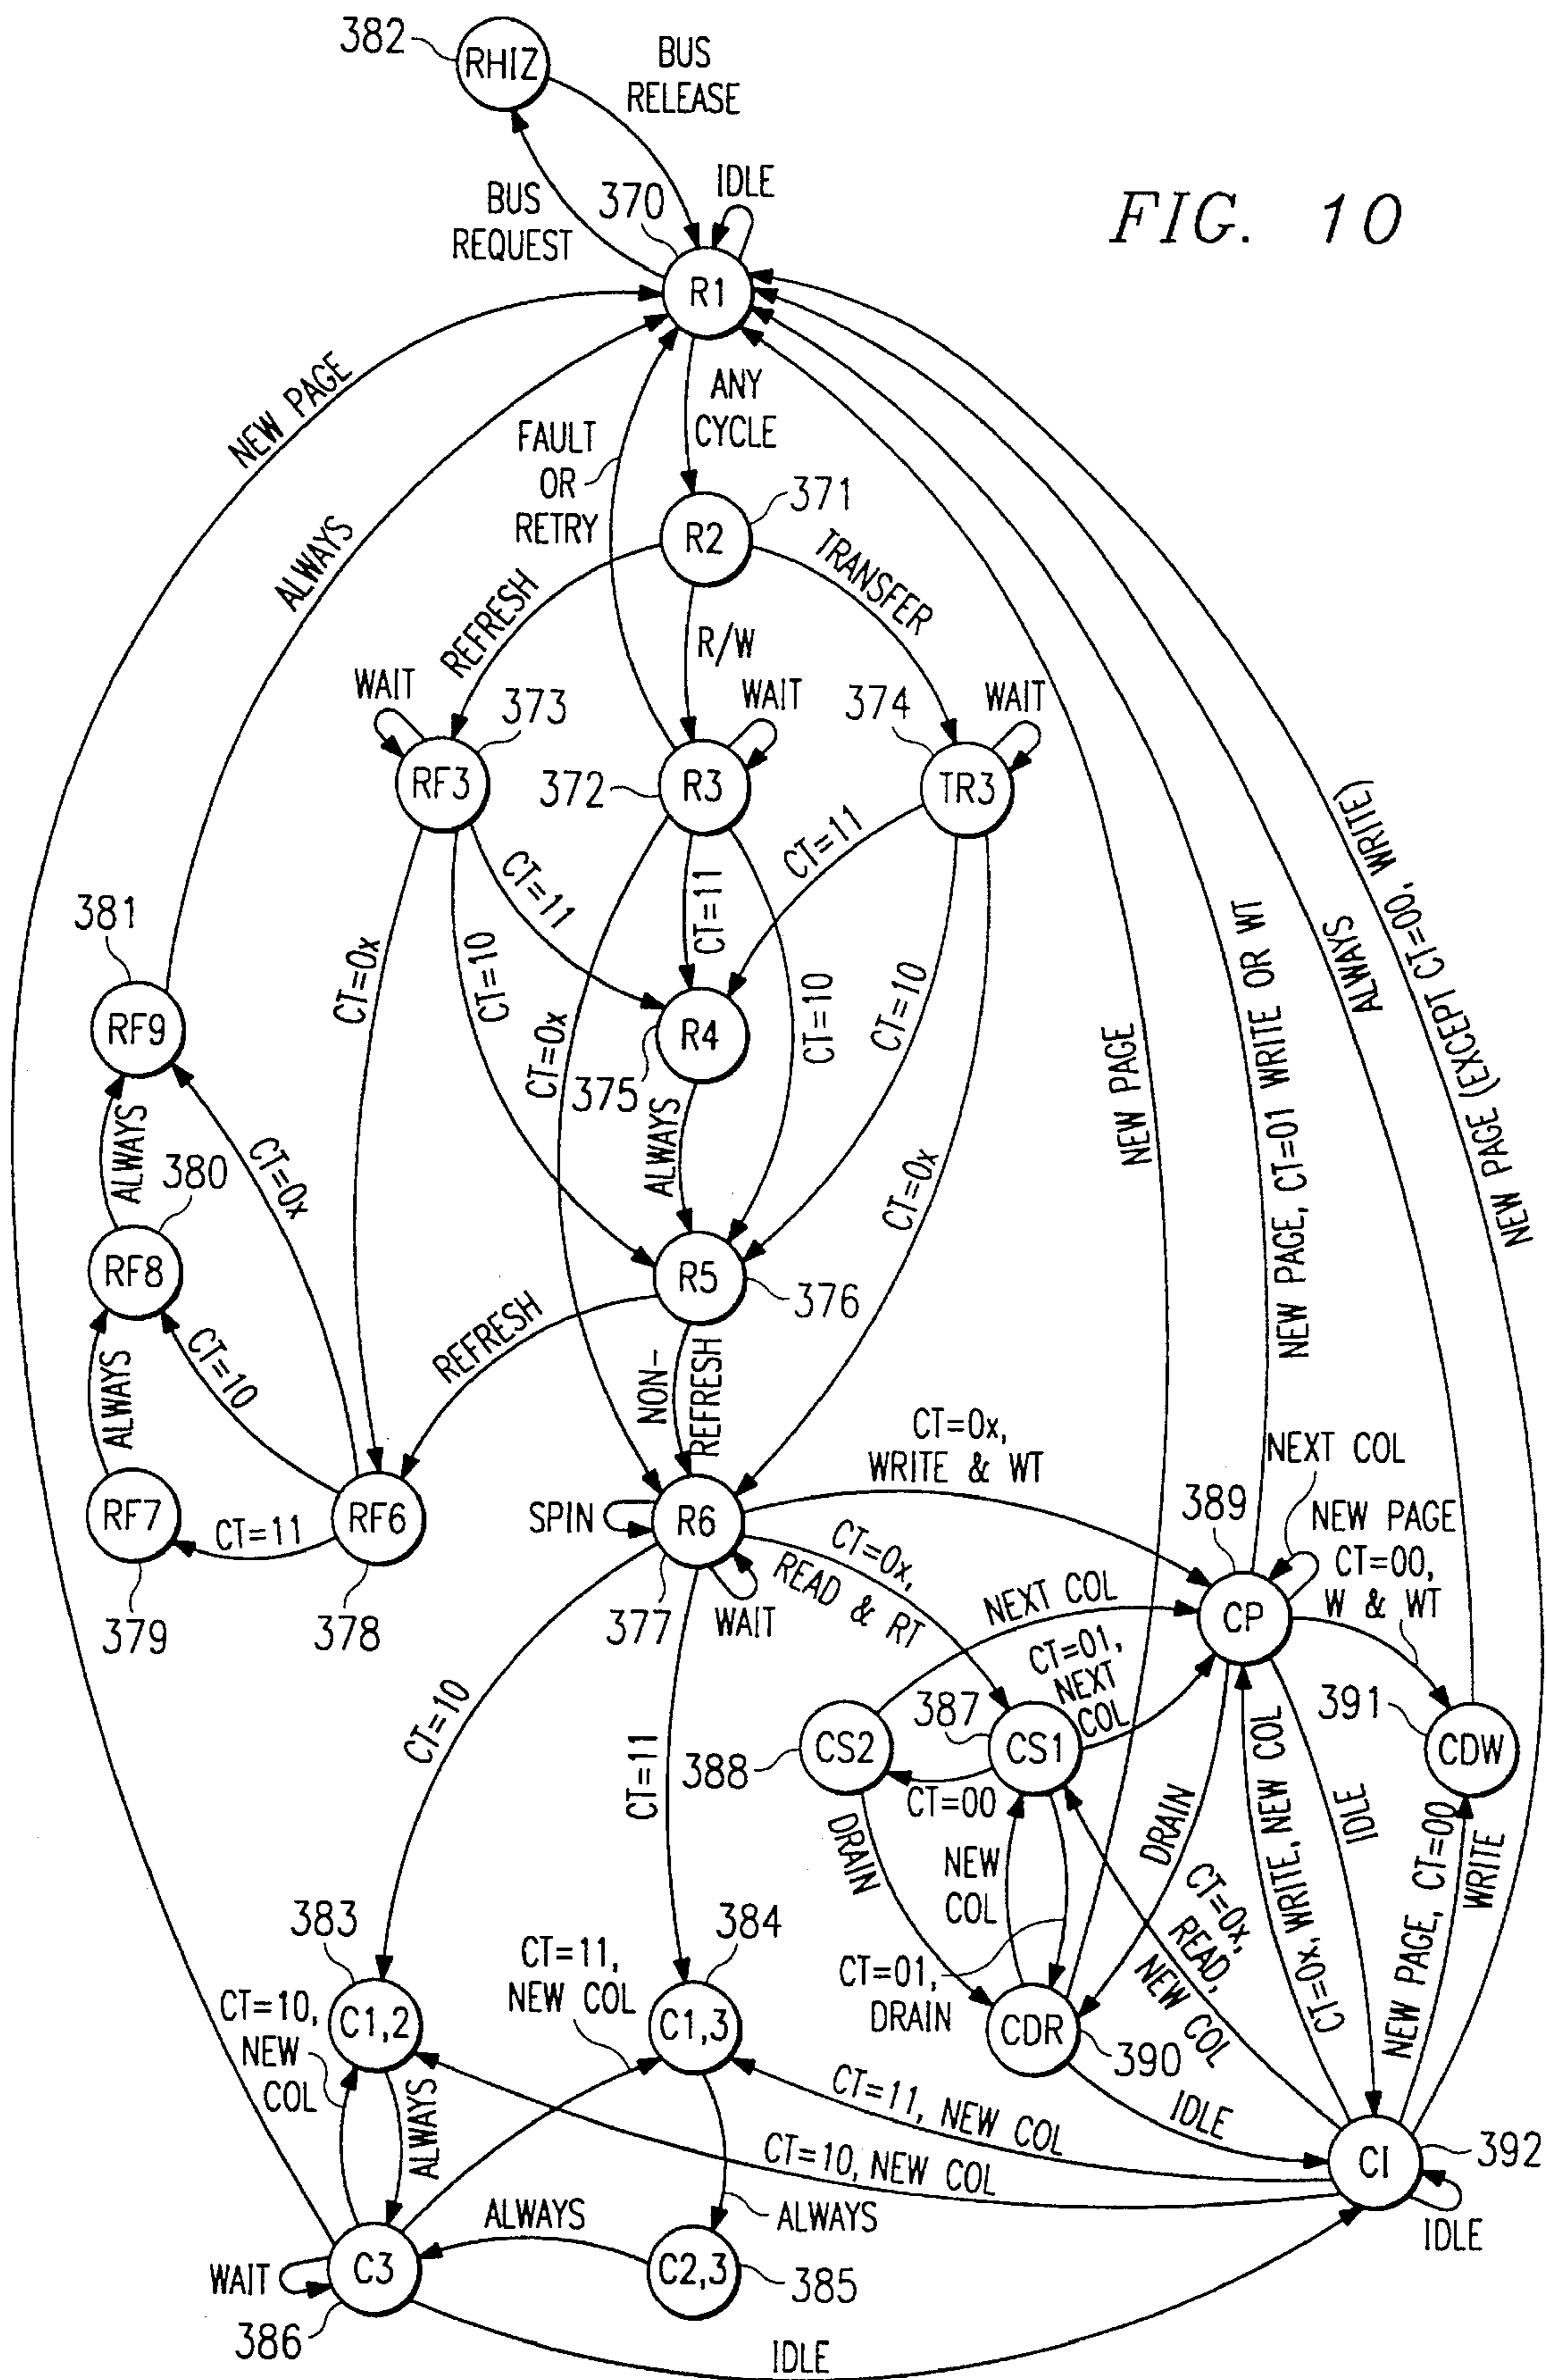 382
RHIZ
BUS
RELEASE
IDLE
370
BUS
REQUEST
FIG. 10
R1
NEW PAGE
ANY
CYCLE
FAULT
OR
RETRY
371
R2
ALWAYS
TRANSFER
REFRESH
R/W
WAIT
373
WAIT
374
WAIT
RF3
372
R3
TR3
NEW PAGE (EXCEPT CT=00, WRITE)
CT=11
CT=11
CT=11
381
CT=0x
CT=10
CT=10
CT=10
NEW PAGE, CT=01 WRITE OR WT
ALWAYS
RF9
CT=0x
R4
375
NEW PAGE
ALWAYS
380
CT=0x
ALWAYS
CT=0x
RF8
R5
376
REFRESH
CT=10
ALWAYS
NON-
REFRESH
CT=0x,
WRITE & WT
NEXT COL
389
RF7
CT=11
RF6
SPIN
R6
CT=0x,
READ & RT
NEW PAGE
CT=00,
W & WT
379
378
377
WAIT
NEXT COL
CP
CT=01,
NEXT
COL
391
CT=10
387
388
CS2
CS1
CDW
CT=11
CT=00
DRAIN
NEW
COL
DRAIN
IDLE
CT=0x, WRITE, NEW COL
NEW PAGE, CT=00
WRITE
CT=0x,
READ,
NEW COL
383
CT=11,
NEW COL
384
CT=01,
DRAIN
CT=10,
NEW
COL
C1,2
C1,3
CDR
390
ALWAYS
CT=11, NEW COL
IDLE
CT=10, NEW COL
CI
392
ALWAYS
ALWAYS
IDLE
WAIT
C3
C2,3
385
386
IDLE